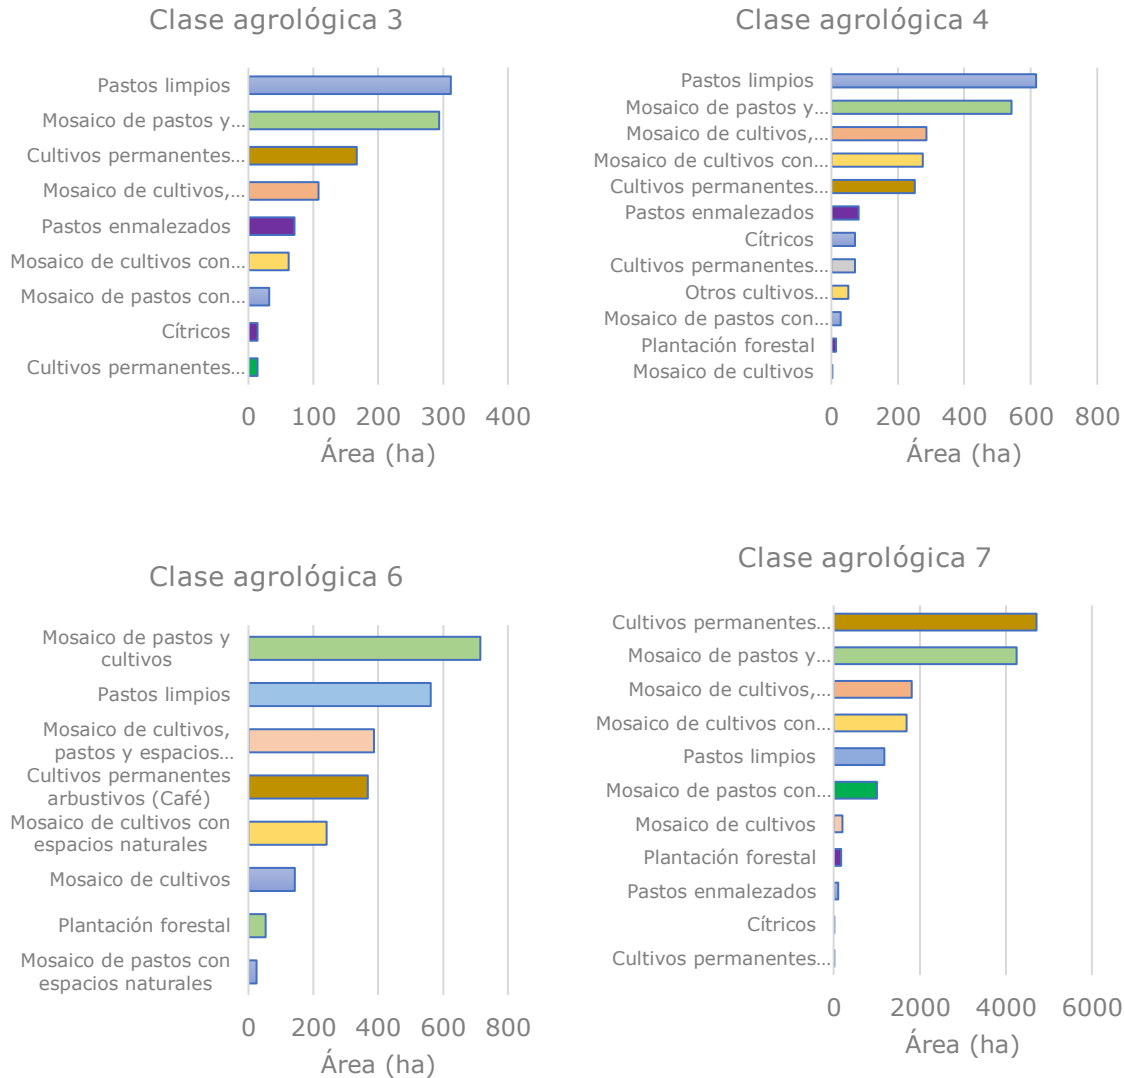 Clase agrológica 3
Pastos limpios
Mosaico de pastos y...
Cultivos permanentes...
Mosaico de cultivos,...
Pastos enmalezados
Mosaico de cultivos con...
Mosaico de pastos con...
Cítricos
Cultivos permanentes...
0 100 200 300 400
Área (ha)
Clase agrológica 4
Pastos limpios
Mosaico de pastos y...
Mosaico de cultivos,...
Mosaico de cultivos con...
Cultivos permanentes...
Pastos enmalezados
Cítricos
Cultivos permanentes...
Otros cultivos...
Mosaico de pastos con...
Plantación forestal
Mosaico de cultivos
0 200 400 600 800
Área (ha)
Clase agrológica 6
Mosaico de pastos y
cultivos
Pastos limpios
Mosaico de cultivos,
pastos y espacios...
Cultivos permanentes
arbustivos (Café)
Mosaico de cultivos con
espacios naturales
Mosaico de cultivos
Plantación forestal
Mosaico de pastos con
espacios naturales
0 200 400 600 800
Área (ha)
Clase agrológica 7
Cultivos permanentes...
Mosaico de pastos y...
Mosaico de cultivos,...
Mosaico de cultivos con...
Pastos limpios
Mosaico de pastos con...
Mosaico de cultivos
Plantación forestal
Pastos enmalezados
Cítricos
Cultivos permanentes...
0 2000 4000 6000
Área (ha)